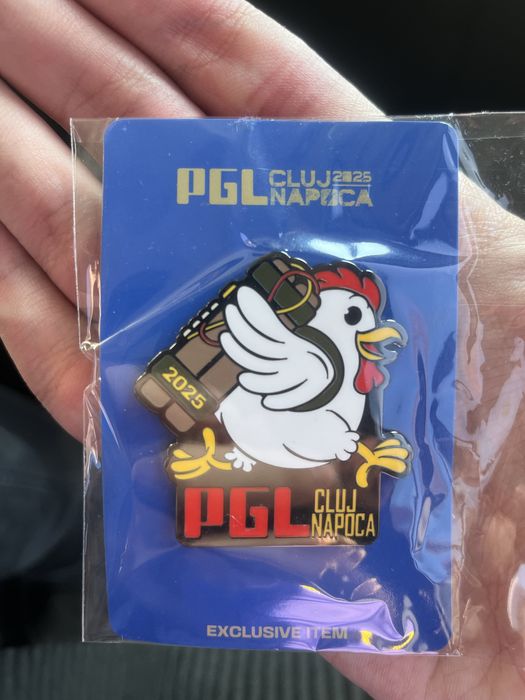 PGL CLUJ 2025
NAPOCA
2025
PGL CLUJ
NAPOCA
EXCLUSIVE ITEM